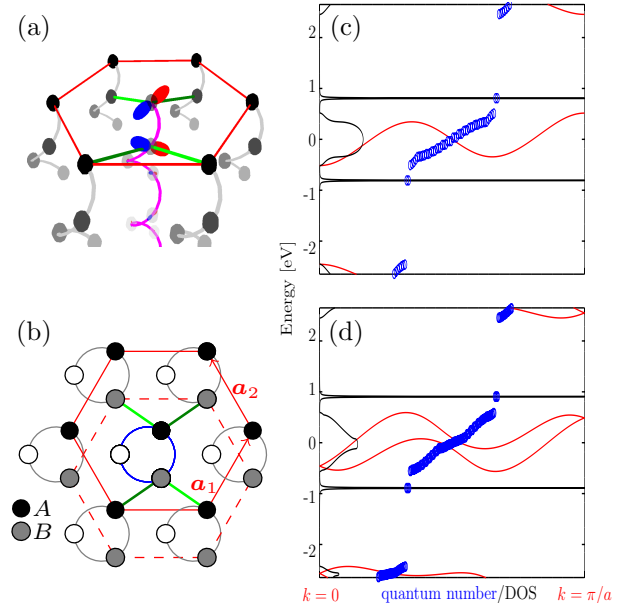 (a)
(c)
2
1
0
-1
-2
Energy [eV]
(b)
a₂
a₁
A
B
(d)
2
1
0
-1
-2
k = 0
quantum number/DOS
k = π/a